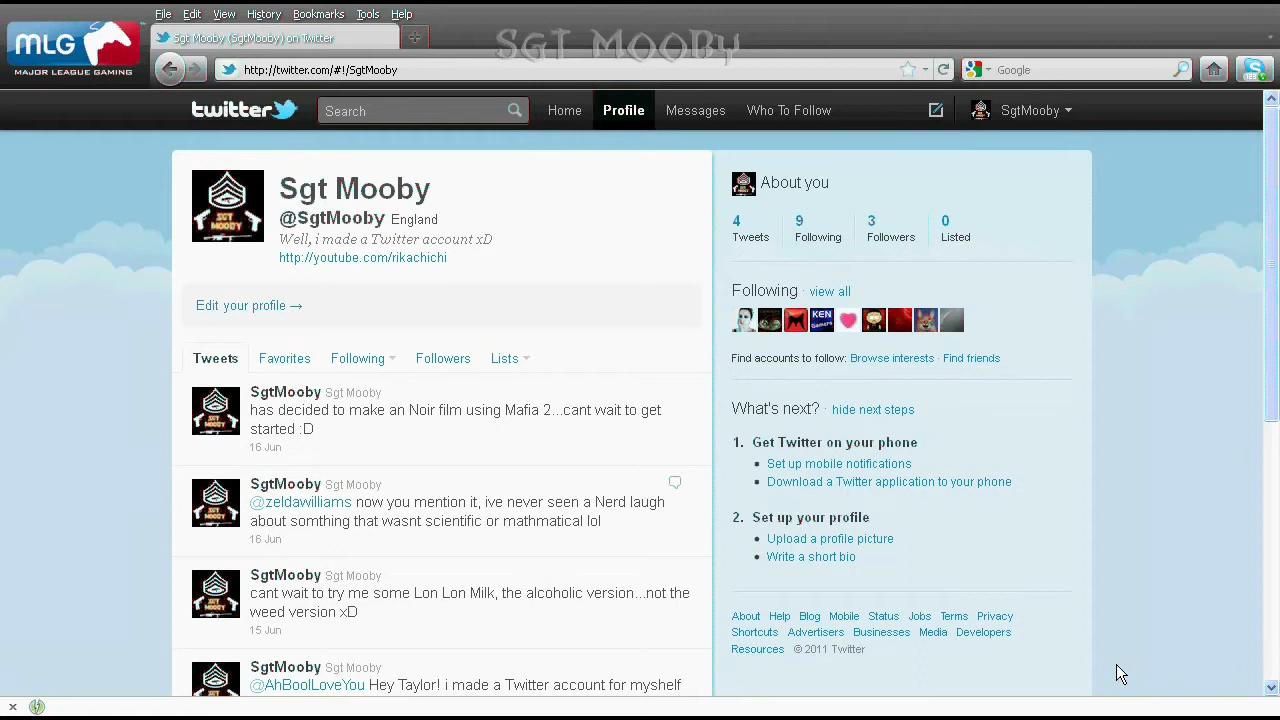 File Edit View History Bookmarks Tools Help
MLG
MAJOR LEAGUE GAMING
Sgt Mooby (SgtMooby) on Twitter
SGT MOOBY
http://twitter.com/#!/SgtMooby
Google
twitter
Search
Home
Profile
Messages
Who To Follow
SgtMooby
SGT
MOOBY
Sgt Mooby
@SgtMooby England
Well, i made a Twitter account xD
http://youtube.com/rikachichi
Edit your profile →
Tweets Favorites Following Followers Lists
SgtMooby Sgt Mooby
has decided to make an Noir film using Mafia 2...cant wait to get
started :D
16 Jun
SgtMooby Sgt Mooby
@zeldawilliams now you mention it, ive never seen a Nerd laugh
about somthing that wasnt scientific or mathmatical lol
16 Jun
SgtMooby Sgt Mooby
cant wait to try me some Lon Lon Milk, the alcoholic version...not the
weed version xD
15 Jun
SgtMooby Sgt Mooby
@AhBoolLoveYou Hey Taylor! i made a Twitter account for myshelf
About you
4 9 3 0
Tweets Following Followers Listed
Following · view all
KEN
Gamers
Find accounts to follow: Browse interests · Find friends
What's next? · hide next steps
1. Get Twitter on your phone
Set up mobile notifications
Download a Twitter application to your phone
2. Set up your profile
Upload a profile picture
Write a short bio
About Help Blog Mobile Status Jobs Terms Privacy
Shortcuts Advertisers Businesses Media Developers
Resources © 2011 Twitter